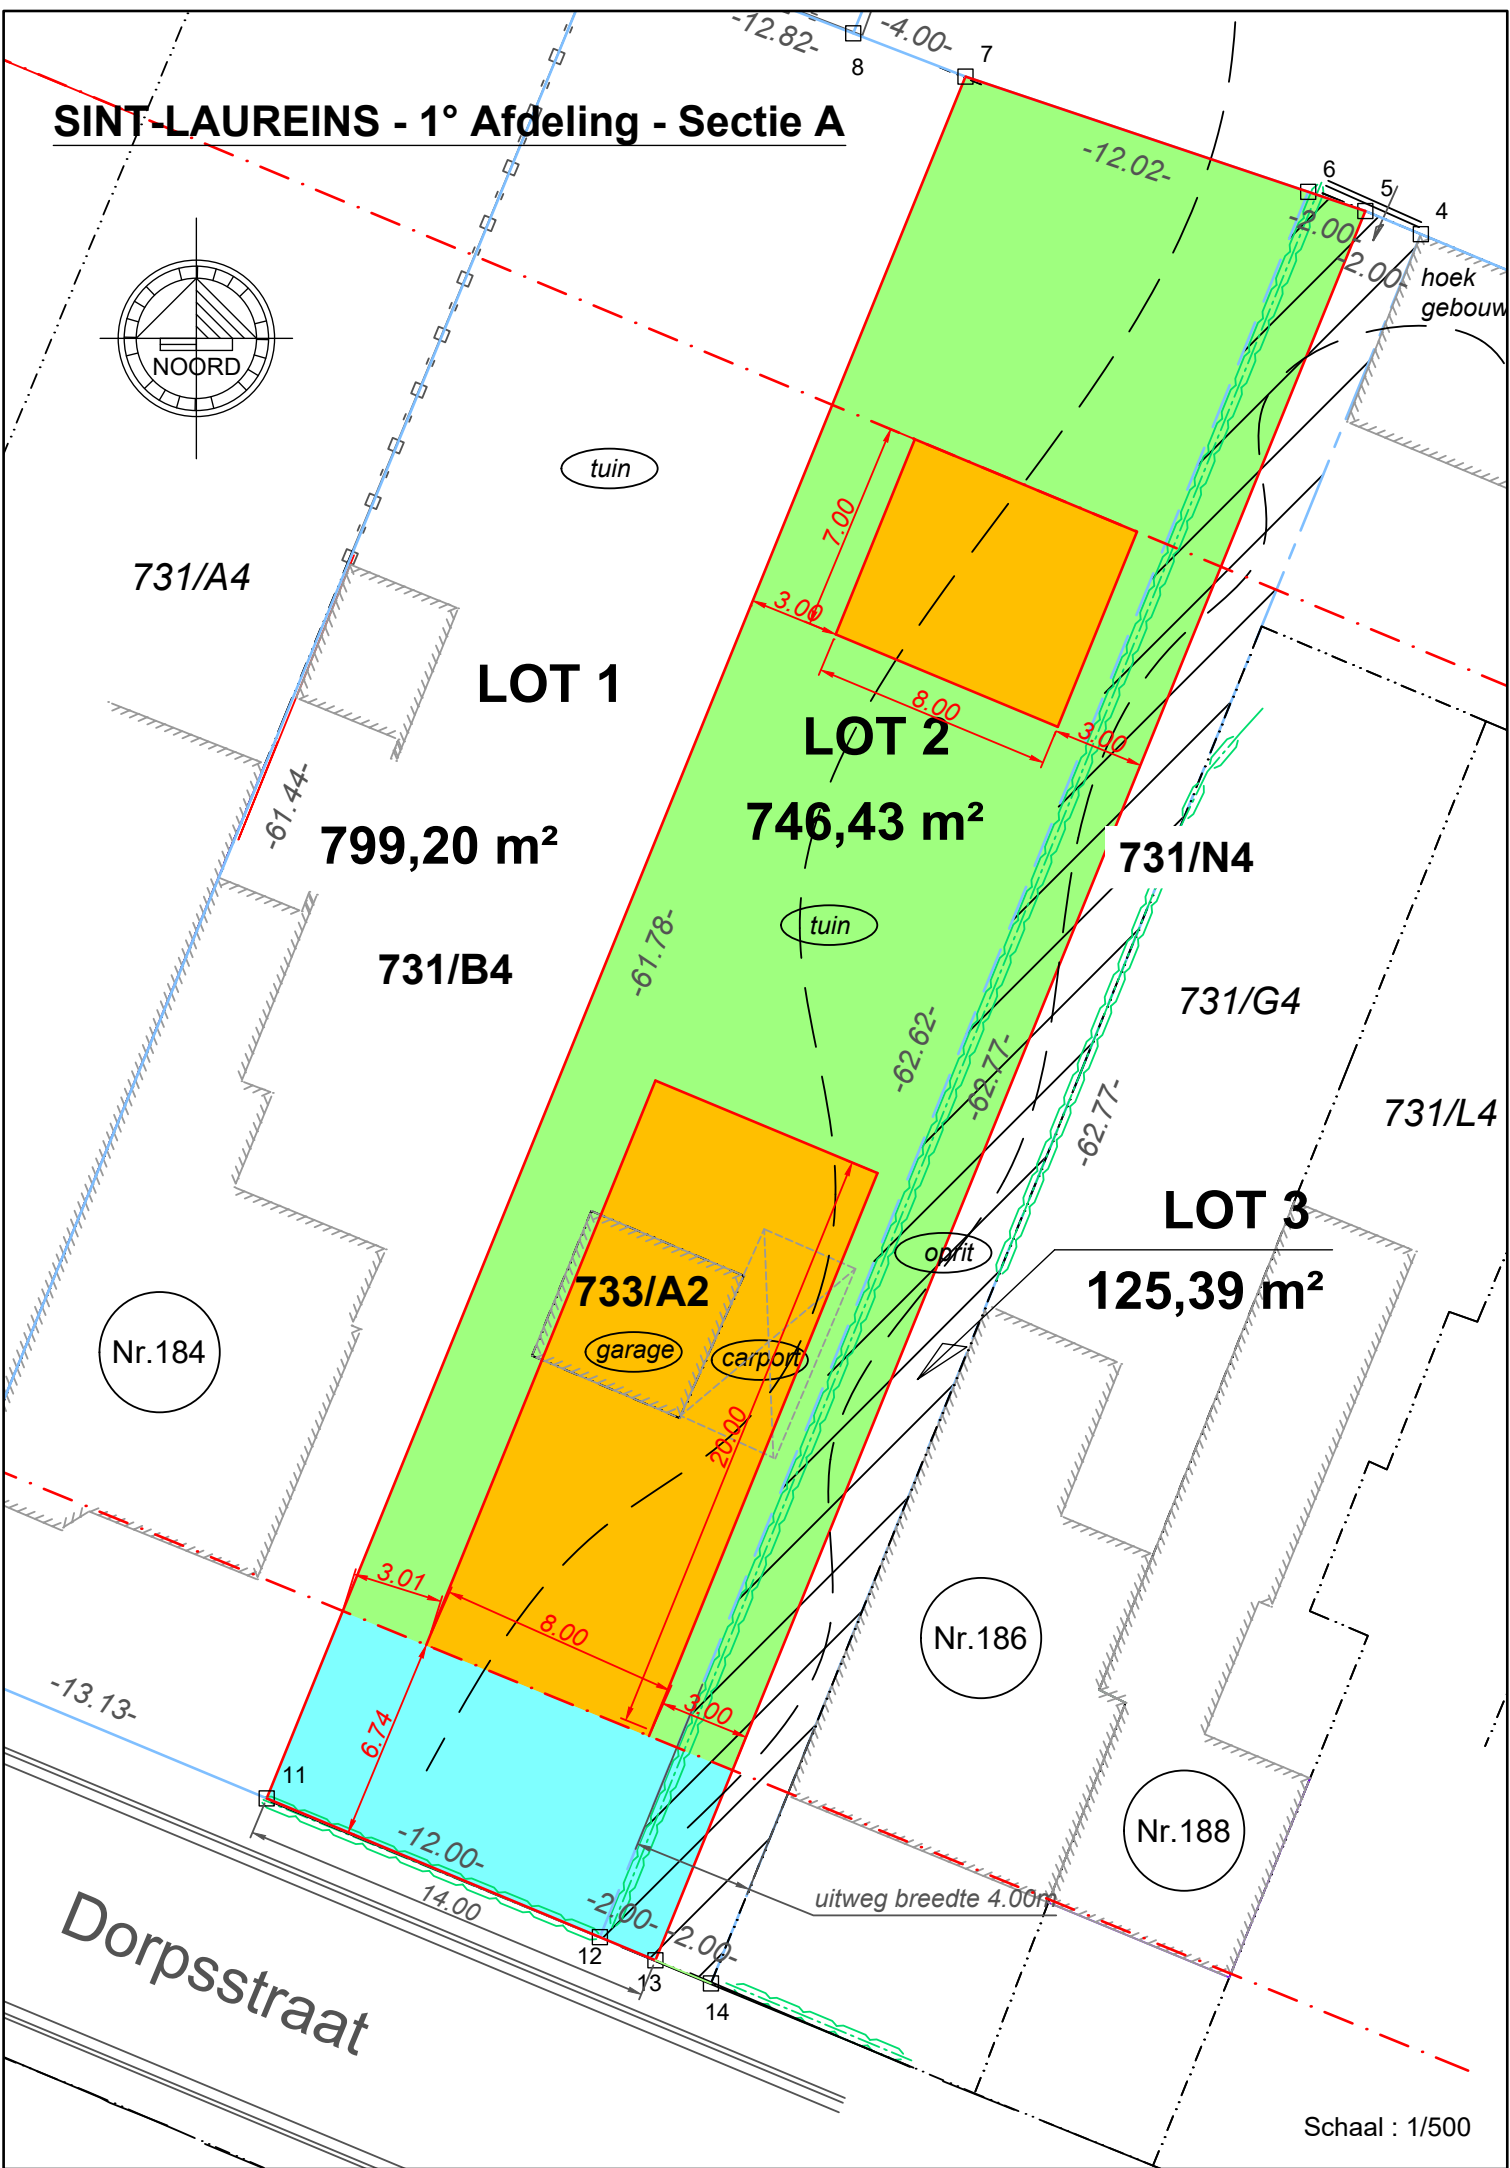 -12.82-
-4.00-
8
7
SINT-LAUREINS - 1° Afdeling - Sectie A
-12.02-
6
5
4
-2.00-
-2.00-
hoek
gebouw
NOORD
tuin
7.00
731/A4
3.00
LOT 1
8.00
LOT 2
3.00
-61.44-
799,20 m²
746,43 m²
731/N4
tuin
-61.78-
731/B4
731/G4
-62.62-
-62.77-
-62.77-
731/L4
LOT 3
oprit
125,39 m²
733/A2
garage
carport
Nr.184
20.00
3.01
8.00
Nr.186
-13.13-
3.00
6.74
11
Nr.188
-12.00-
14.00
uitweg breedte 4.00m
-2.00-
-2.00-
12
13
14
Dorpsstraat
Schaal : 1/500